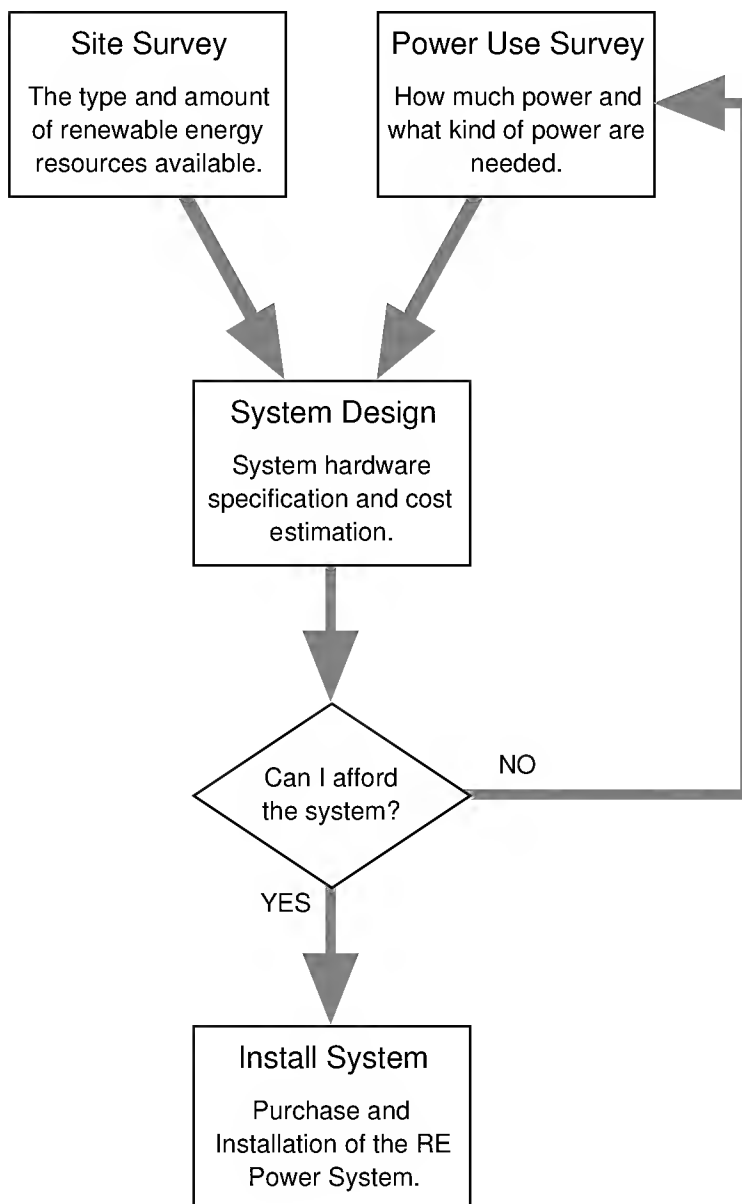 Site Survey
The type and amount
of renewable energy
resources available.
Power Use Survey
How much power and
what kind of power are
needed.
System Design
System hardware
specification and cost
estimation.
Can I afford
the system?
NO
YES
Install System
Purchase and
Installation of the RE
Power System.